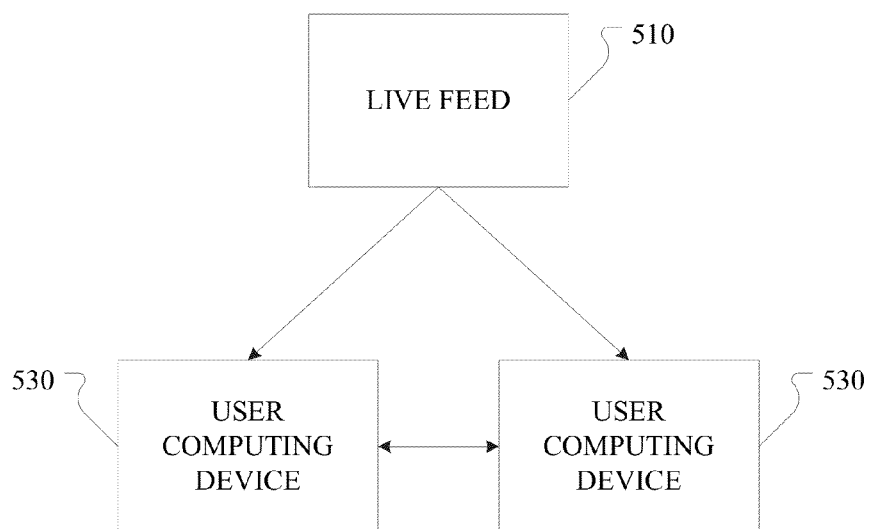 510
LIVE FEED
530
USER
COMPUTING
DEVICE
USER
COMPUTING
DEVICE
530